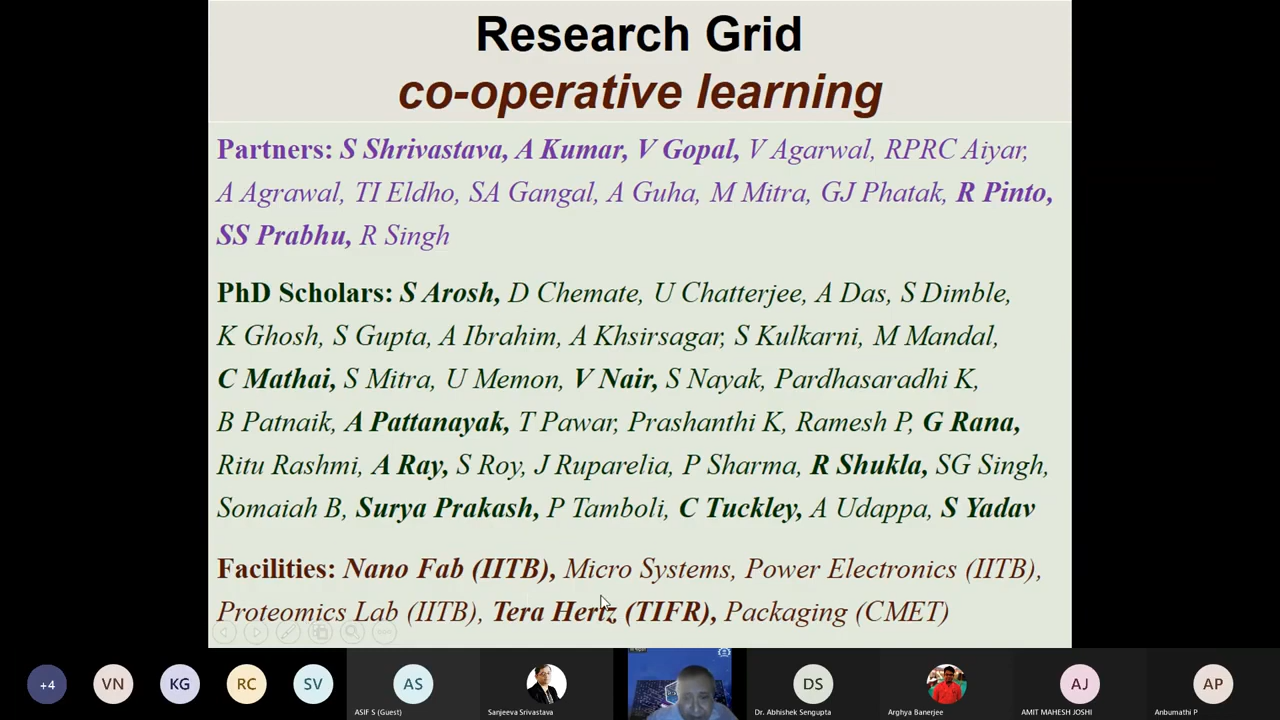 Research Grid
co-operative learning
Partners: S Shrivastava, A Kumar, V Gopal, V Agarwal, RPRC Aiyar,
A Agrawal, TI Eldho, SA Gangal, A Guha, M Mitra, GJ Phatak, R Pinto,
SS Prabhu, R Singh
PhD Scholars: S Arosh, D Chemate, U Chatterjee, A Das, S Dimble,
K Ghosh, S Gupta, A Ibrahim, A Khsirsagar, S Kulkarni, M Mandal,
C Mathai, S Mitra, U Memon, V Nair, S Nayak, Pardhasaradhi K,
B Patnaik, A Pattanayak, T Pawar, Prashanthi K, Ramesh P, G Rana,
Ritu Rashmi, A Ray, S Roy, J Ruparelia, P Sharma, R Shukla, SG Singh,
Somaiah B, Surya Prakash, P Tamboli, C Tuckley, A Udappa, S Yadav
Facilities: Nano Fab (IITB), Micro Systems, Power Electronics (IITB),
Proteomics Lab (IITB), Tera Hertz (TIFR), Packaging (CMET)
+4 VN KG RC SV AS DS AJ AP
ASIF S (Guest) Sanjeeva Srivastava Dr. Abhishek Sengupta Arghya Banerjee AMIT MAHESH JOSHI Anbumathi P